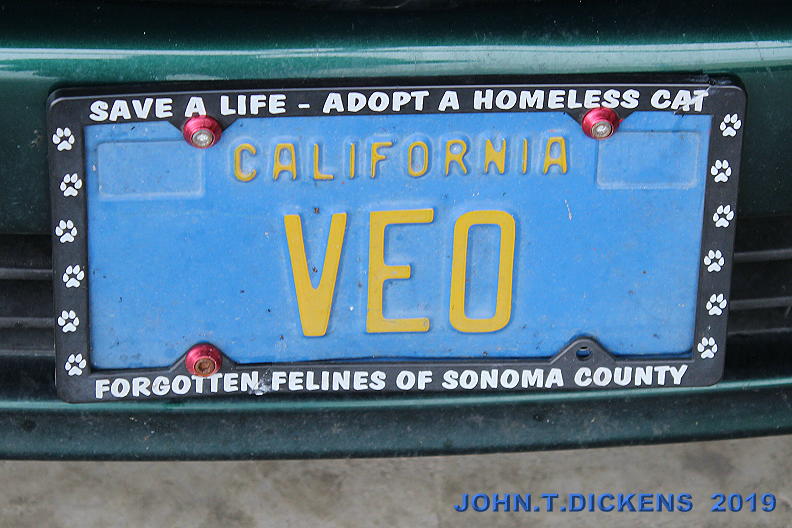 SAVE A LIFE - ADOPT A HOMELESS CAT
CALIFORNIA
VEO
FORGOTTEN FELINES OF SONOMA COUNTY
JOHN.T.DICKENS 2019